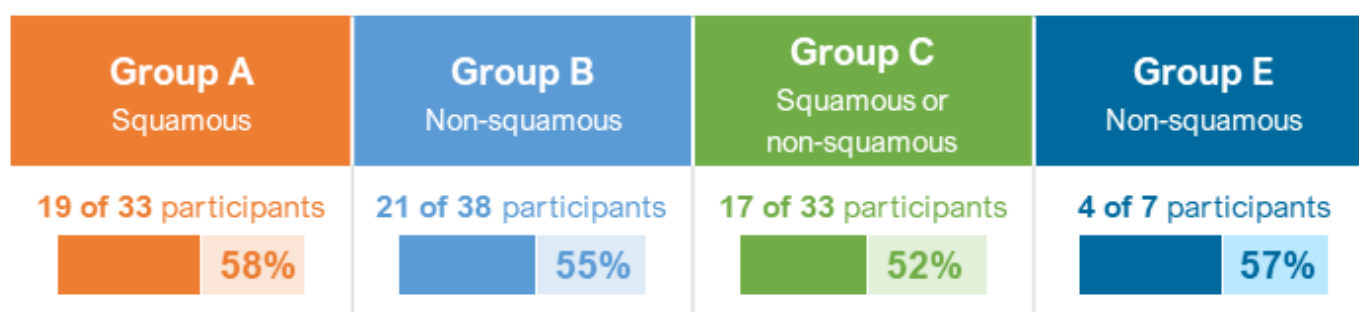 Group A
Squamous
Group B
Non-squamous
Group C
Squamous or
non-squamous
Group E
Non-squamous
19 of 33 participants
58%
21 of 38 participants
55%
17 of 33 participants
52%
4 of 7 participants
57%